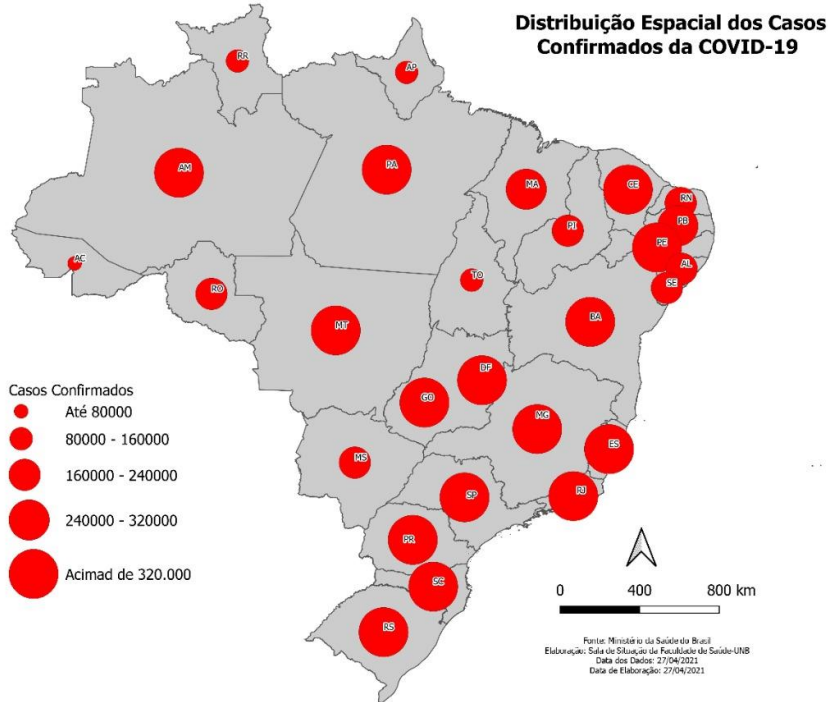 Distribuição Espacial dos Casos
Confirmados da COVID-19
RR
AP
AM
PA
MA
CE
RN
PB
PI
PE
AL
SE
AC
TO
RO
BA
MT
DF
GO
MG
ES
MS
SP
RJ
PR
SC
RS
Casos Confirmados
Até 80000
80000 - 160000
160000 - 240000
240000 - 320000
Acimad de 320.000
0 400 800 km
Fonte: Ministério da Saúde do Brasil
Elaboração: Sala de Situação da Faculdade de Saúde-UNB
Data dos Dados: 27/04/2021
Data de Elaboração: 27/04/2021